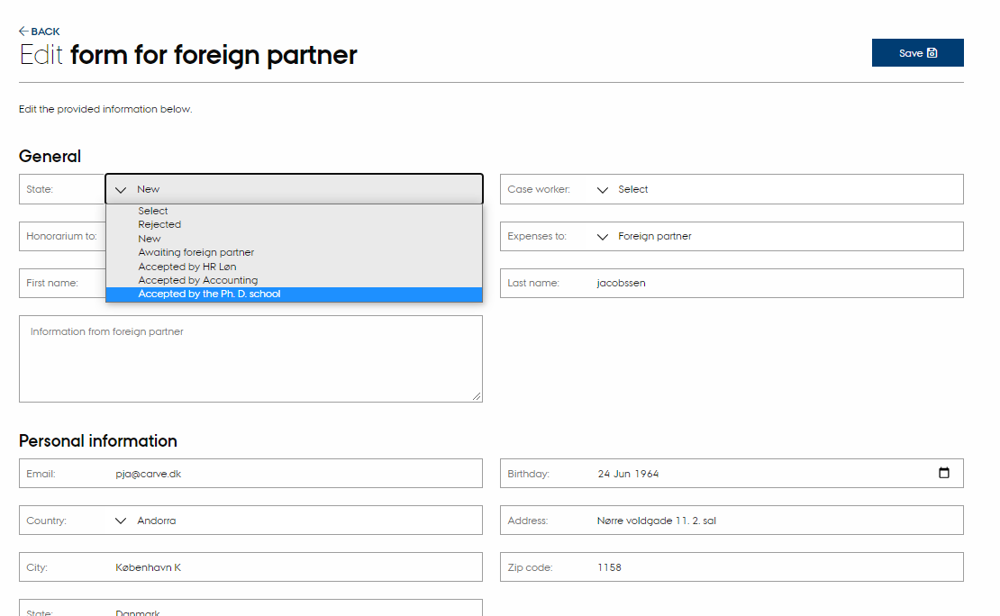 BACK
Edit form for foreign partner
Save
Edit the provided information below.
General
State: New
Case worker: Select
Select
Rejected
New
Awaiting foreign partner
Accepted by HR Løn
Accepted by Accounting
Accepted by the Ph. D. school
Honorarium to:
Expenses to: Foreign partner
First name:
Last name: jacobssen
Information from foreign partner
Personal information
Email: pja@carve.dk
Birthday: 24 Jun 1964
Country: Andorra
Address: Nørre voldgade 11. 2. sal
City: København K
Zip code: 1158
State: Danmark